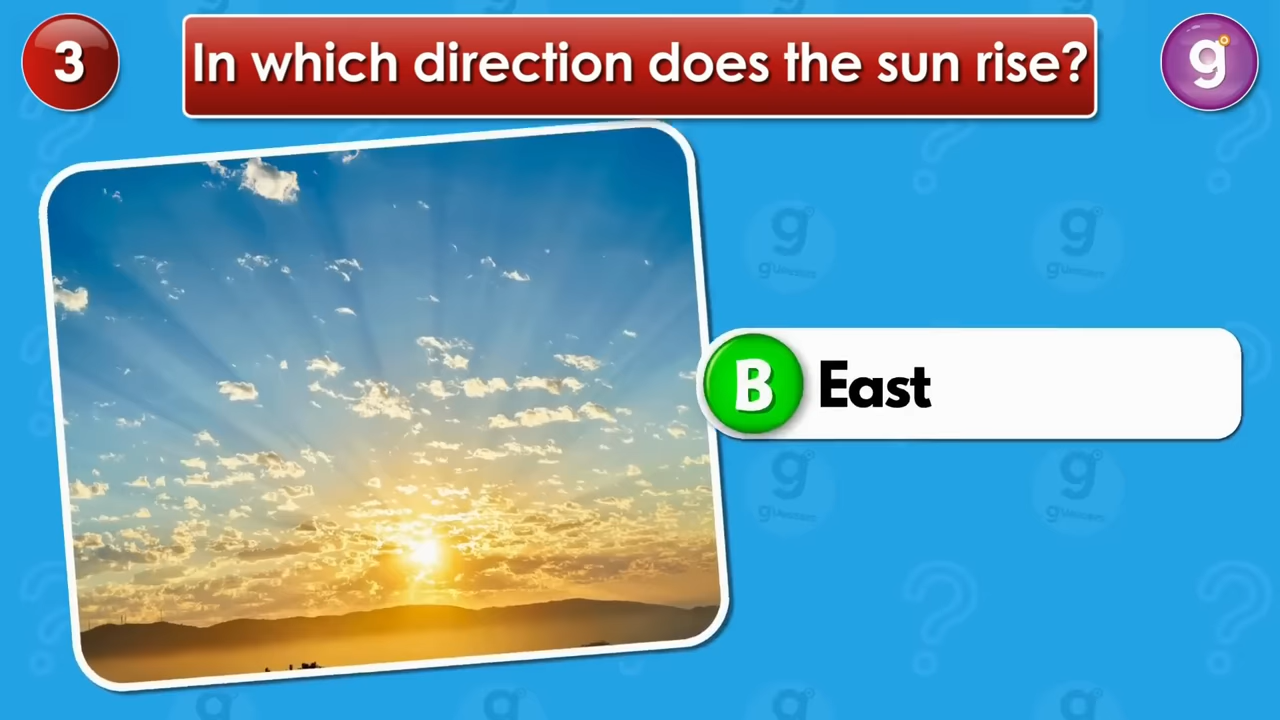 3
In which direction does the sun rise?
g
B East